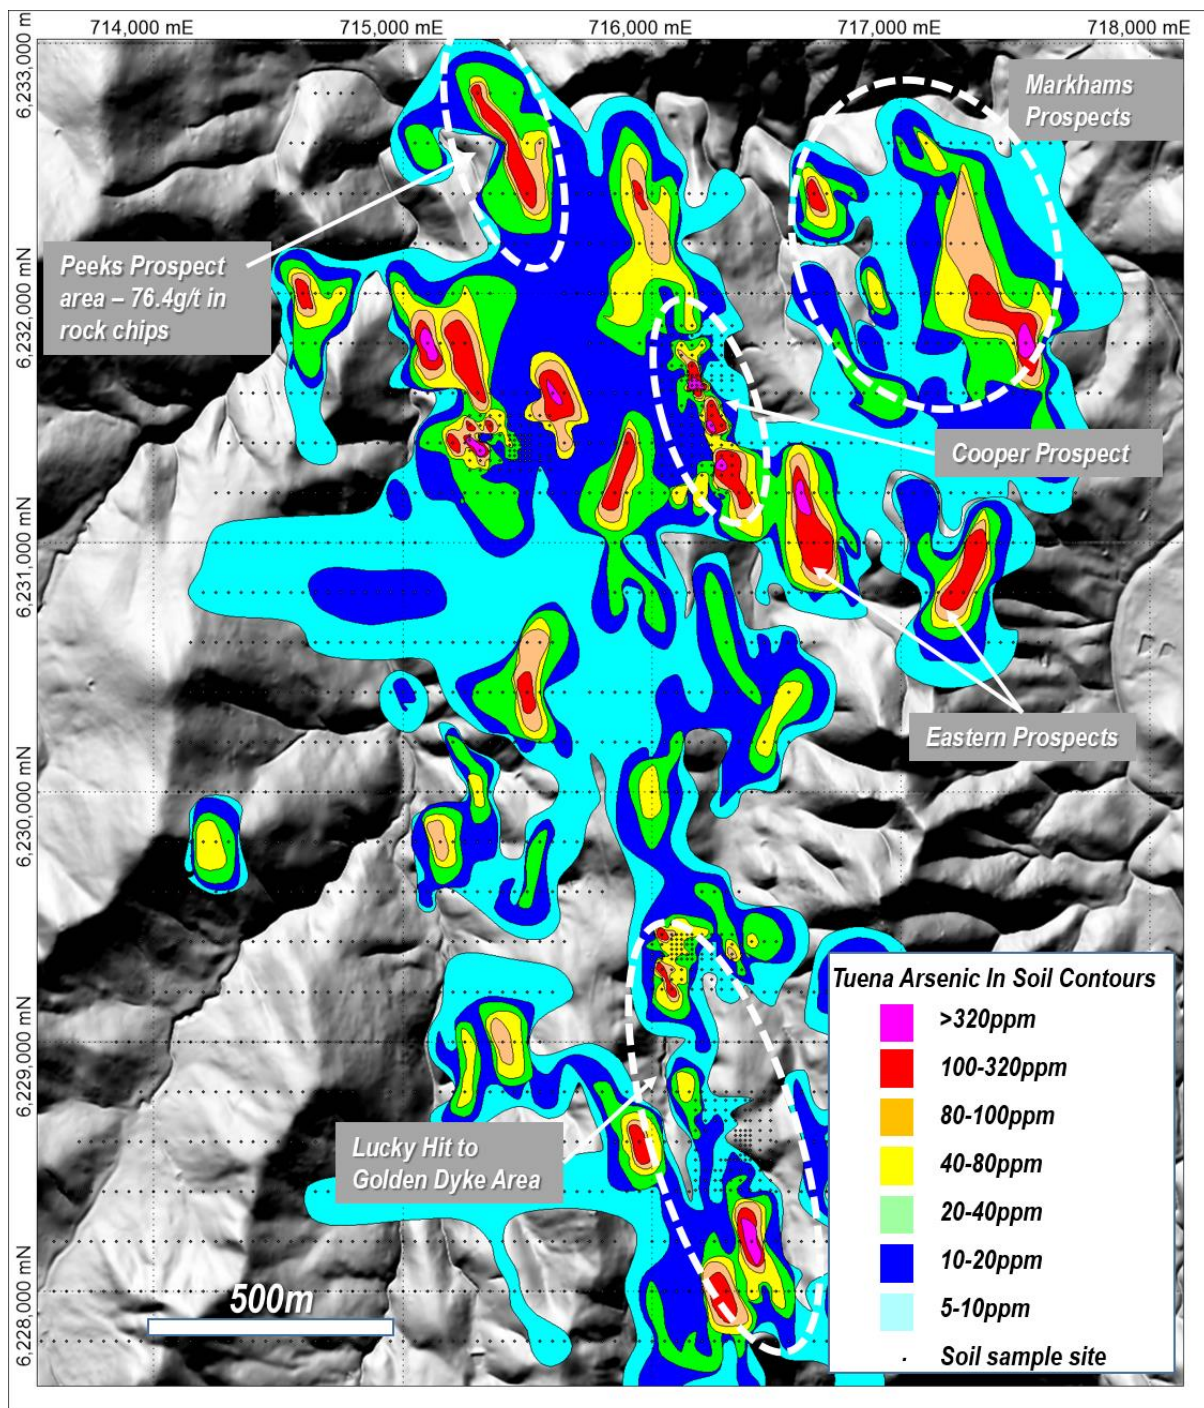 714,000 mE 715,000 mE 716,000 mE 717,000 mE 718,000 mE
6,233,000 m
Markhams
Prospects
Peeks Prospect
area – 76.4g/t in
rock chips
6,232,000 mN
Cooper Prospect
6,231,000 mN
Eastern Prospects
6,230,000 mN
6,229,000 mN
Lucky Hit to
Golden Dyke Area
6,228,000 mN
500m
Tuena Arsenic In Soil Contours
>320ppm
100-320ppm
80-100ppm
40-80ppm
20-40ppm
10-20ppm
5-10ppm
Soil sample site